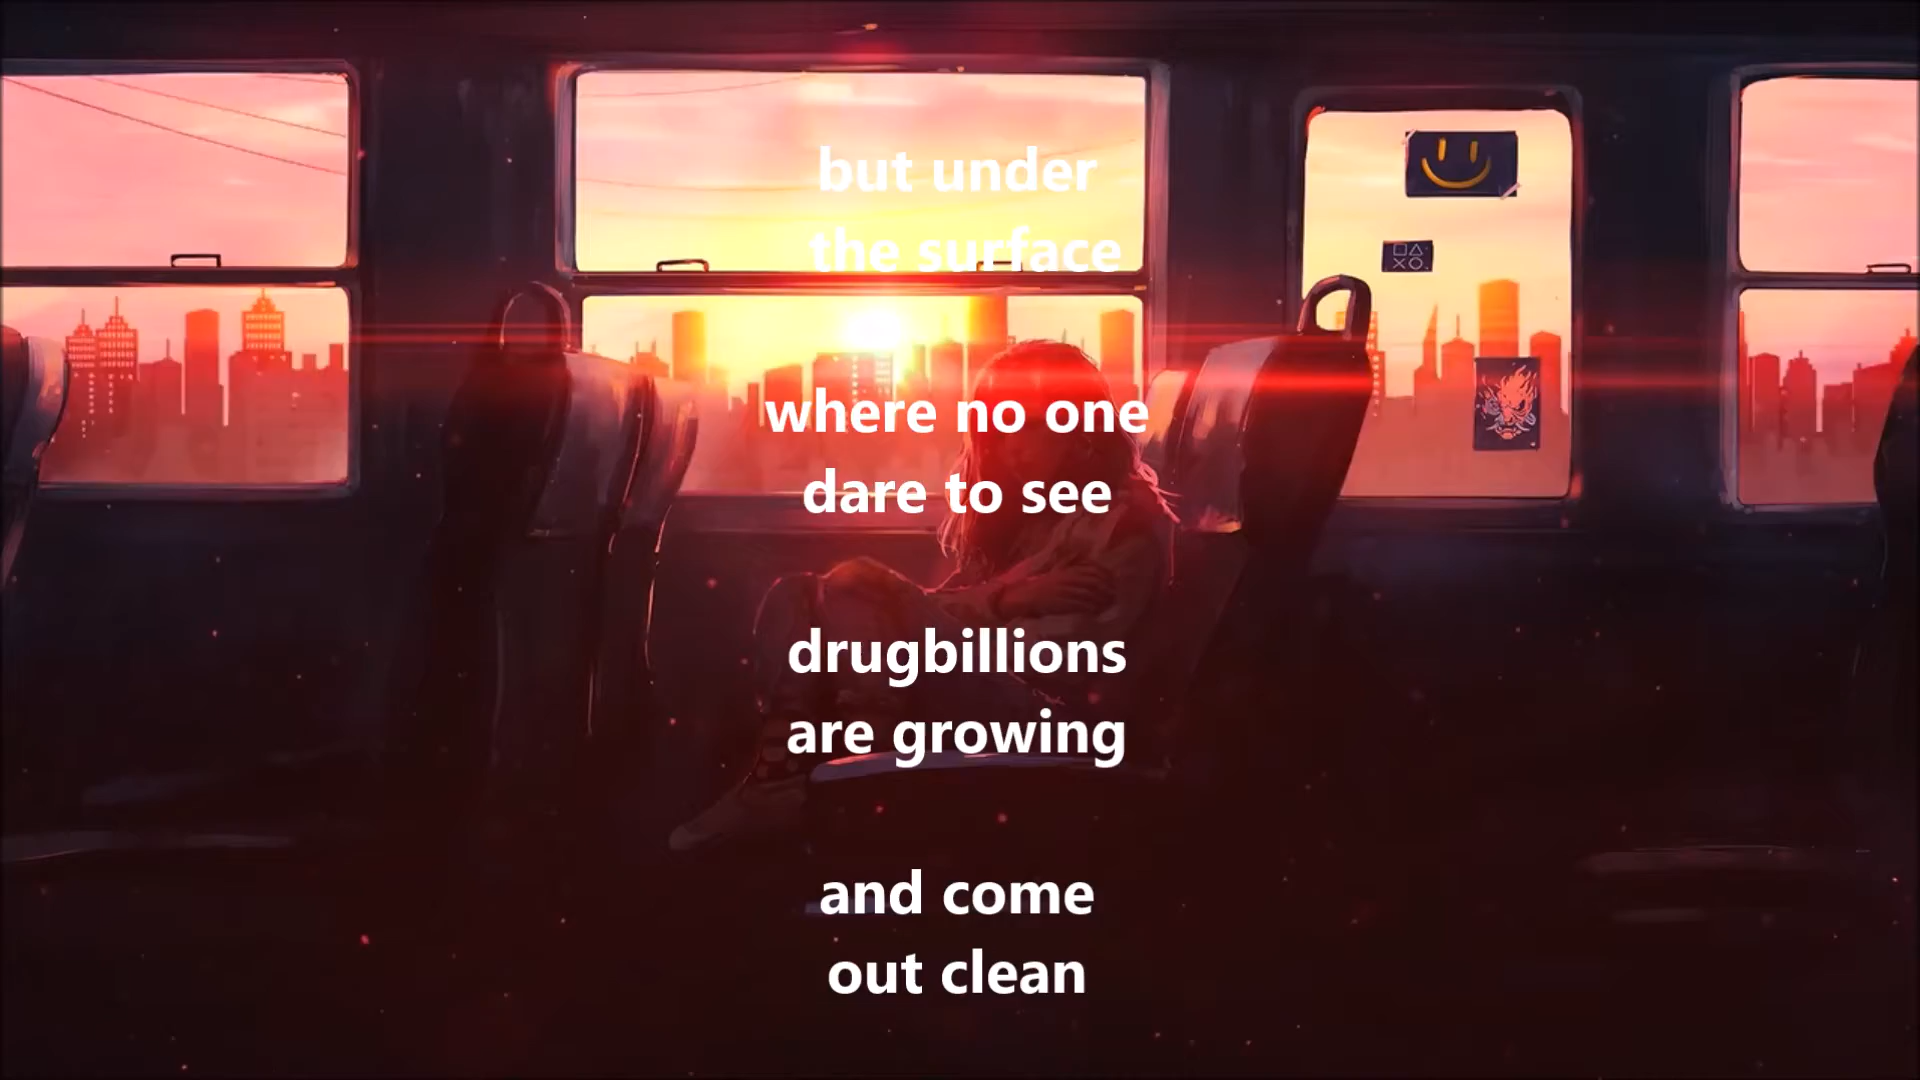 but under
the surface
where no one
dare to see
drugbillions
are growing
and come
out clean